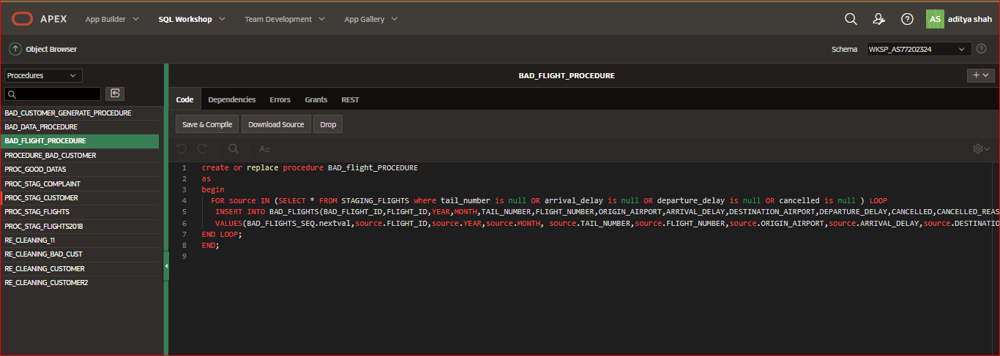 APEX App Builder SQL Workshop Team Development App Gallery AS aditya shah
Object Browser Schema WKSP_AS77202324
Procedures BAD_FLIGHT_PROCEDURE
Code Dependencies Errors Grants REST
Save & Compile Download Source Drop
BAD_CUSTOMER_GENERATE_PROCEDURE
BAD_DATA_PROCEDURE
BAD_FLIGHT_PROCEDURE
PROCEDURE_BAD_CUSTOMER
PROC_GOOD_DATAS
PROC_STAG_COMPLAINT
PROC_STAG_CUSTOMER
PROC_STAG_FLIGHTS
PROC_STAG_FLIGHTS2018
RE_CLEANING_11
RE_CLEANING_BAD_CUST
RE_CLEANING_CUSTOMER
RE_CLEANING_CUSTOMER2
1 create or replace procedure BAD_flight_PROCEDURE
2 as
3 begin
4 FOR source IN (SELECT * FROM STAGING_FLIGHTS where tail_number is null OR arrival_delay is null OR departure_delay is null OR cancelled is null ) LOOP
5 INSERT INTO BAD_FLIGHTS(BAD_FLIGHT_ID,FLIGHT_ID,YEAR,MONTH,TAIL_NUMBER,FLIGHT_NUMBER,ORIGIN_AIRPORT,ARRIVAL_DELAY,DESTINATION_AIRPORT,DEPARTURE_DELAY,CANCELLED,CANCELLED_REAS
6 VALUES(BAD_FLIGHTS_SEQ.nextval,source.FLIGHT_ID,source.YEAR,source.MONTH, source.TAIL_NUMBER,source.FLIGHT_NUMBER,source.ORIGIN_AIRPORT,source.ARRIVAL_DELAY,source.DESTINATIO
7 END LOOP;
8 END;
9